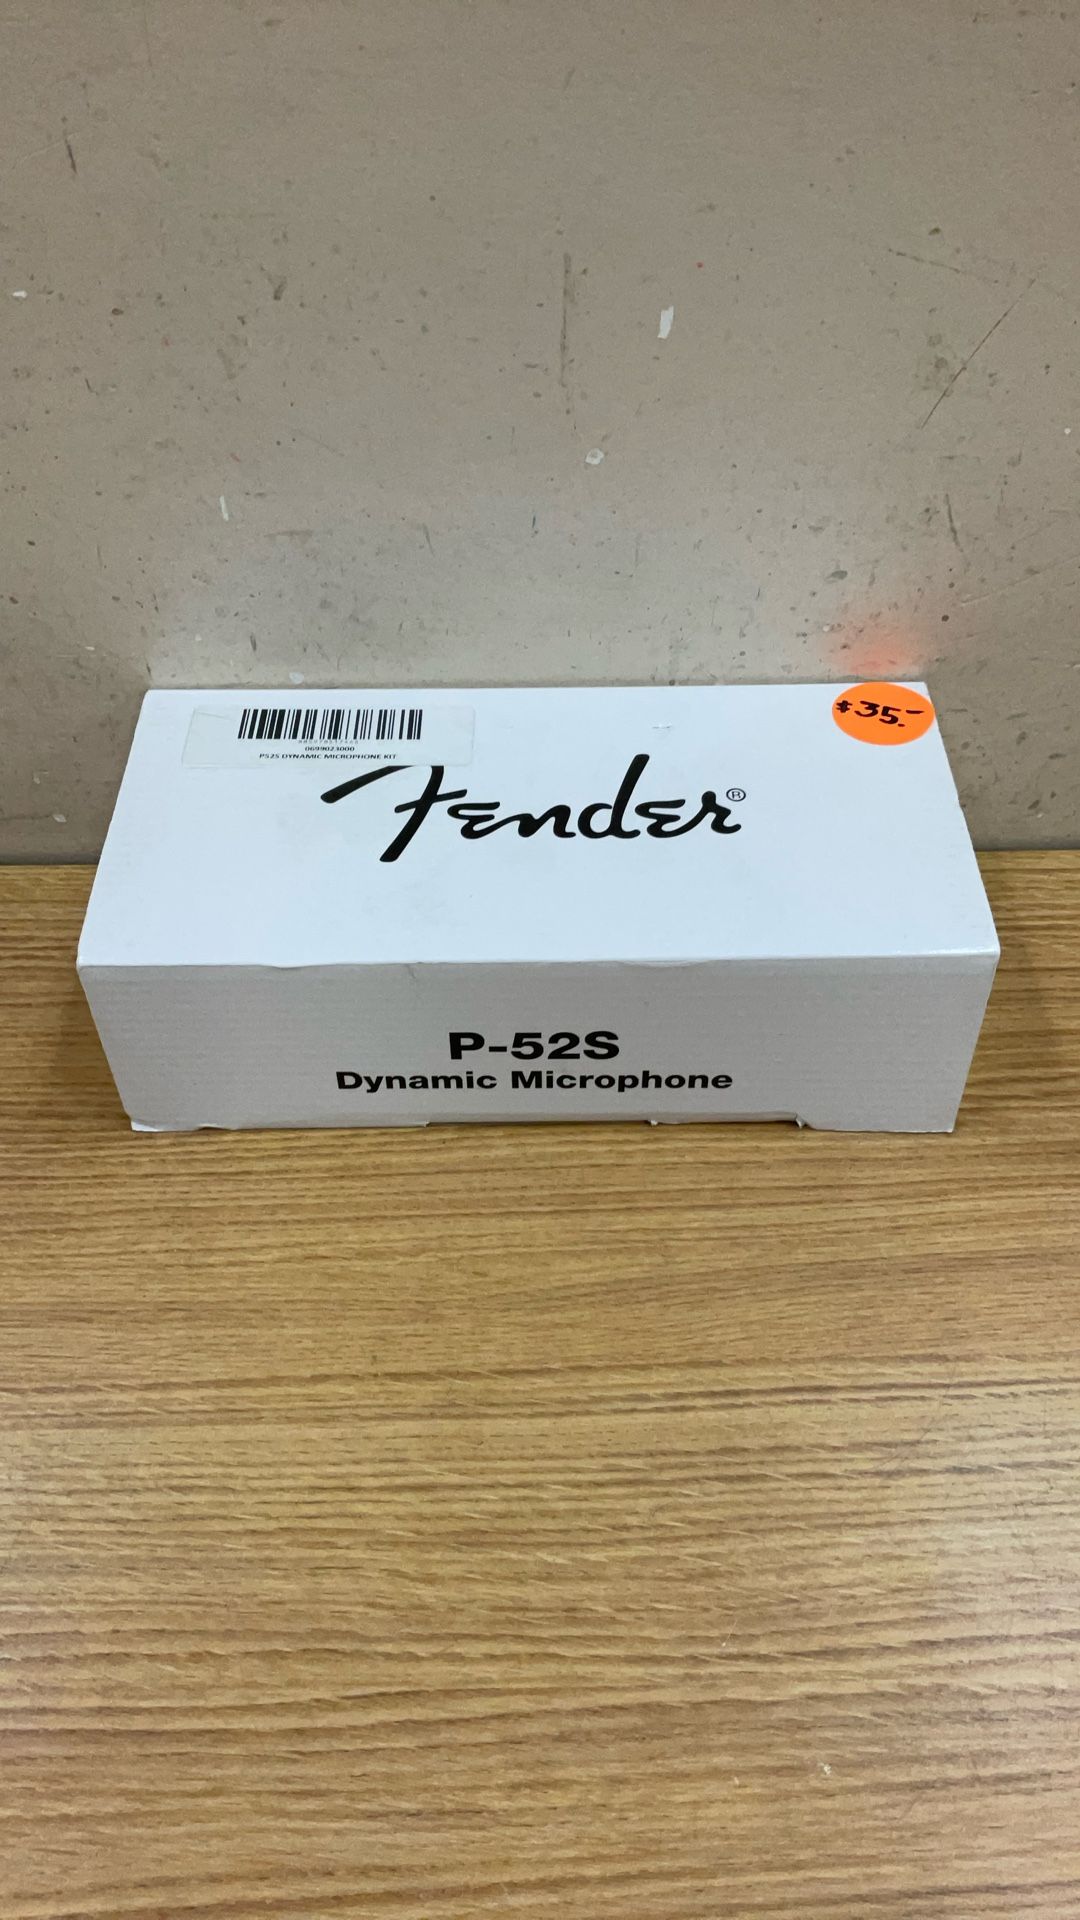 $35.-
0699023000
P52S DYNAMIC MICROPHONE KIT
Fender®
P-52S
Dynamic Microphone